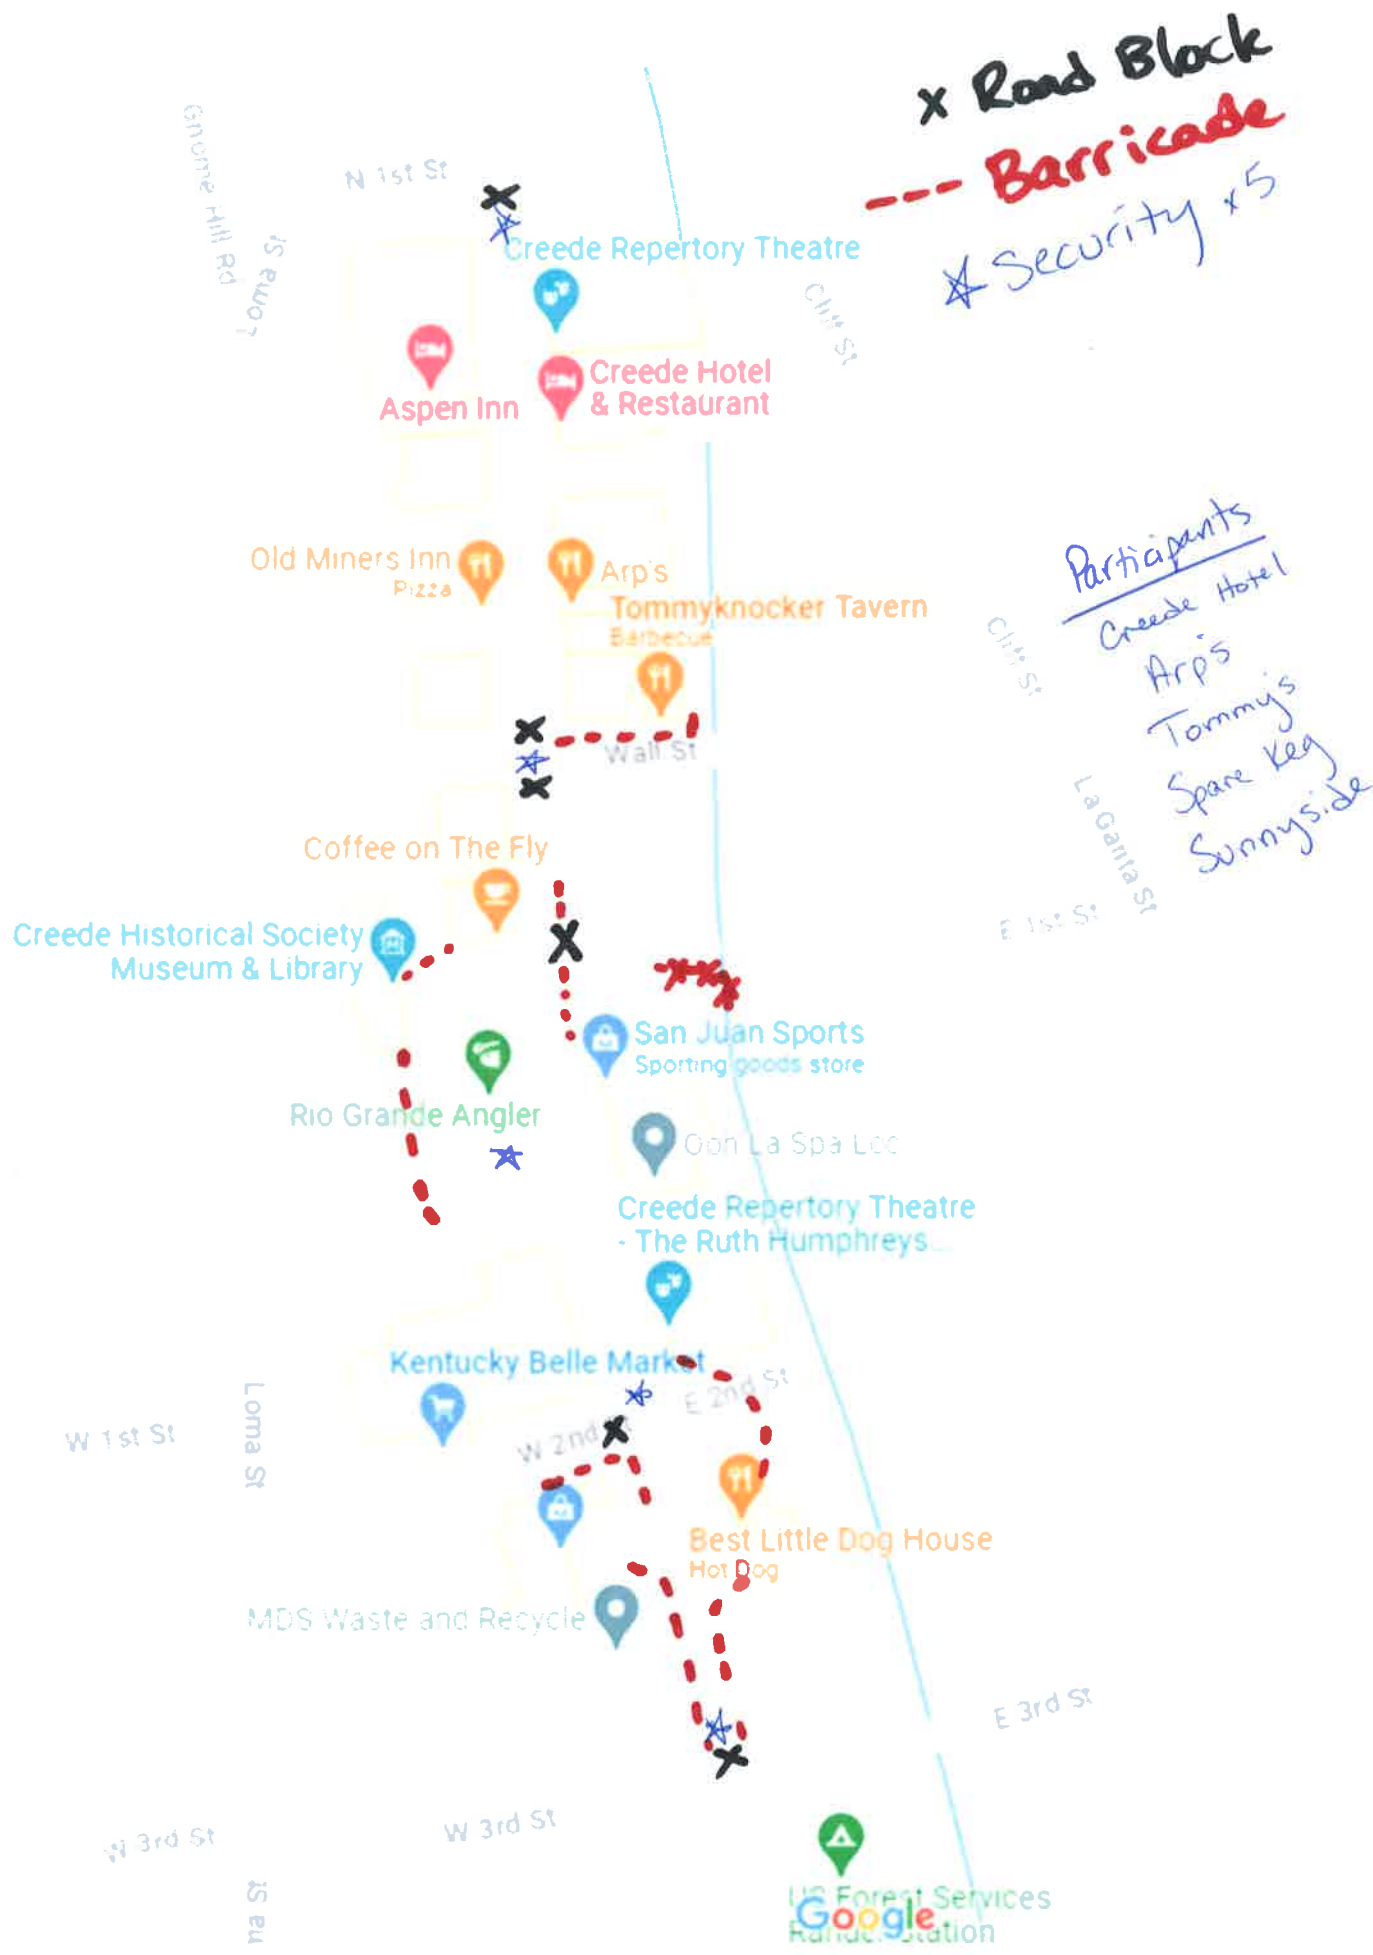 x Road Block
--- Barricade
☆ Security x5
Gnome Hill Rd
N 1st St
Loma St
Creede Repertory Theatre
Cliff St
Creede Hotel
& Restaurant
Aspen Inn
Participants
Creede Hotel
Arp's
Tommy's
Spare Keg
Sunnyside
Old Miners Inn
Pizza
Arp's
Tommyknocker Tavern
Barbecue
Cliff St
Wall St
La Garita St
Coffee on The Fly
E 1st St
Creede Historical Society
Museum & Library
San Juan Sports
Sporting goods store
Rio Grande Angler
La Spa
Creede Repertory Theatre
- The Ruth Humphreys...
Kentucky Belle Market
E 2nd St
W 2nd
W 1st St
Loma St
Best Little Dog House
Hot Dog
MDS Waste and Recycle
E 3rd St
W 3rd St
W 3rd St
US Forest Services
Station
Google